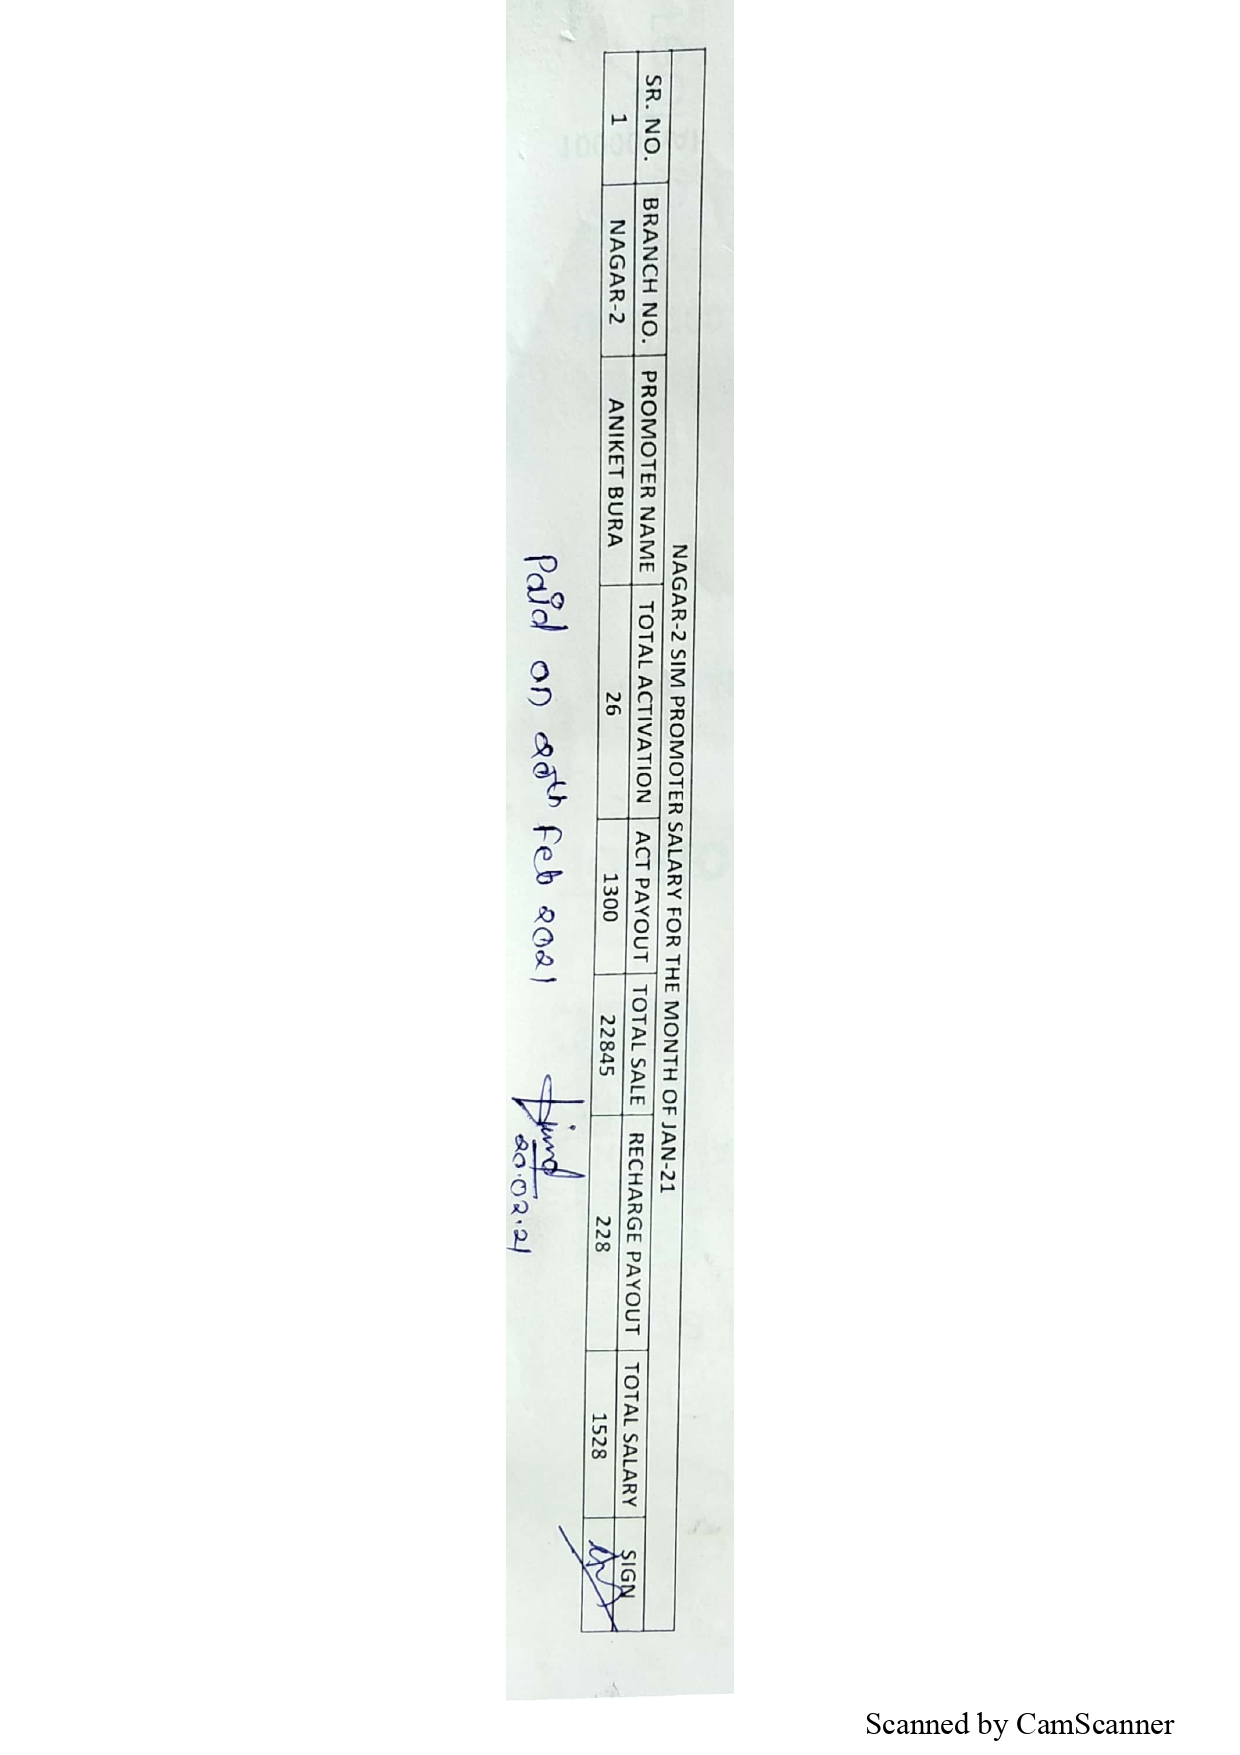 NAGAR-2 SIM PROMOTER SALARY FOR THE MONTH OF JAN-21
SR. NO. BRANCH NO. PROMOTER NAME TOTAL ACTIVATION ACT PAYOUT TOTAL SALE RECHARGE PAYOUT TOTAL SALARY SIGN
1 NAGAR-2 ANIKET BURA 26 1300 22845 228 1528
Paid on 20th Feb 2021
20.02.21
Scanned by CamScanner